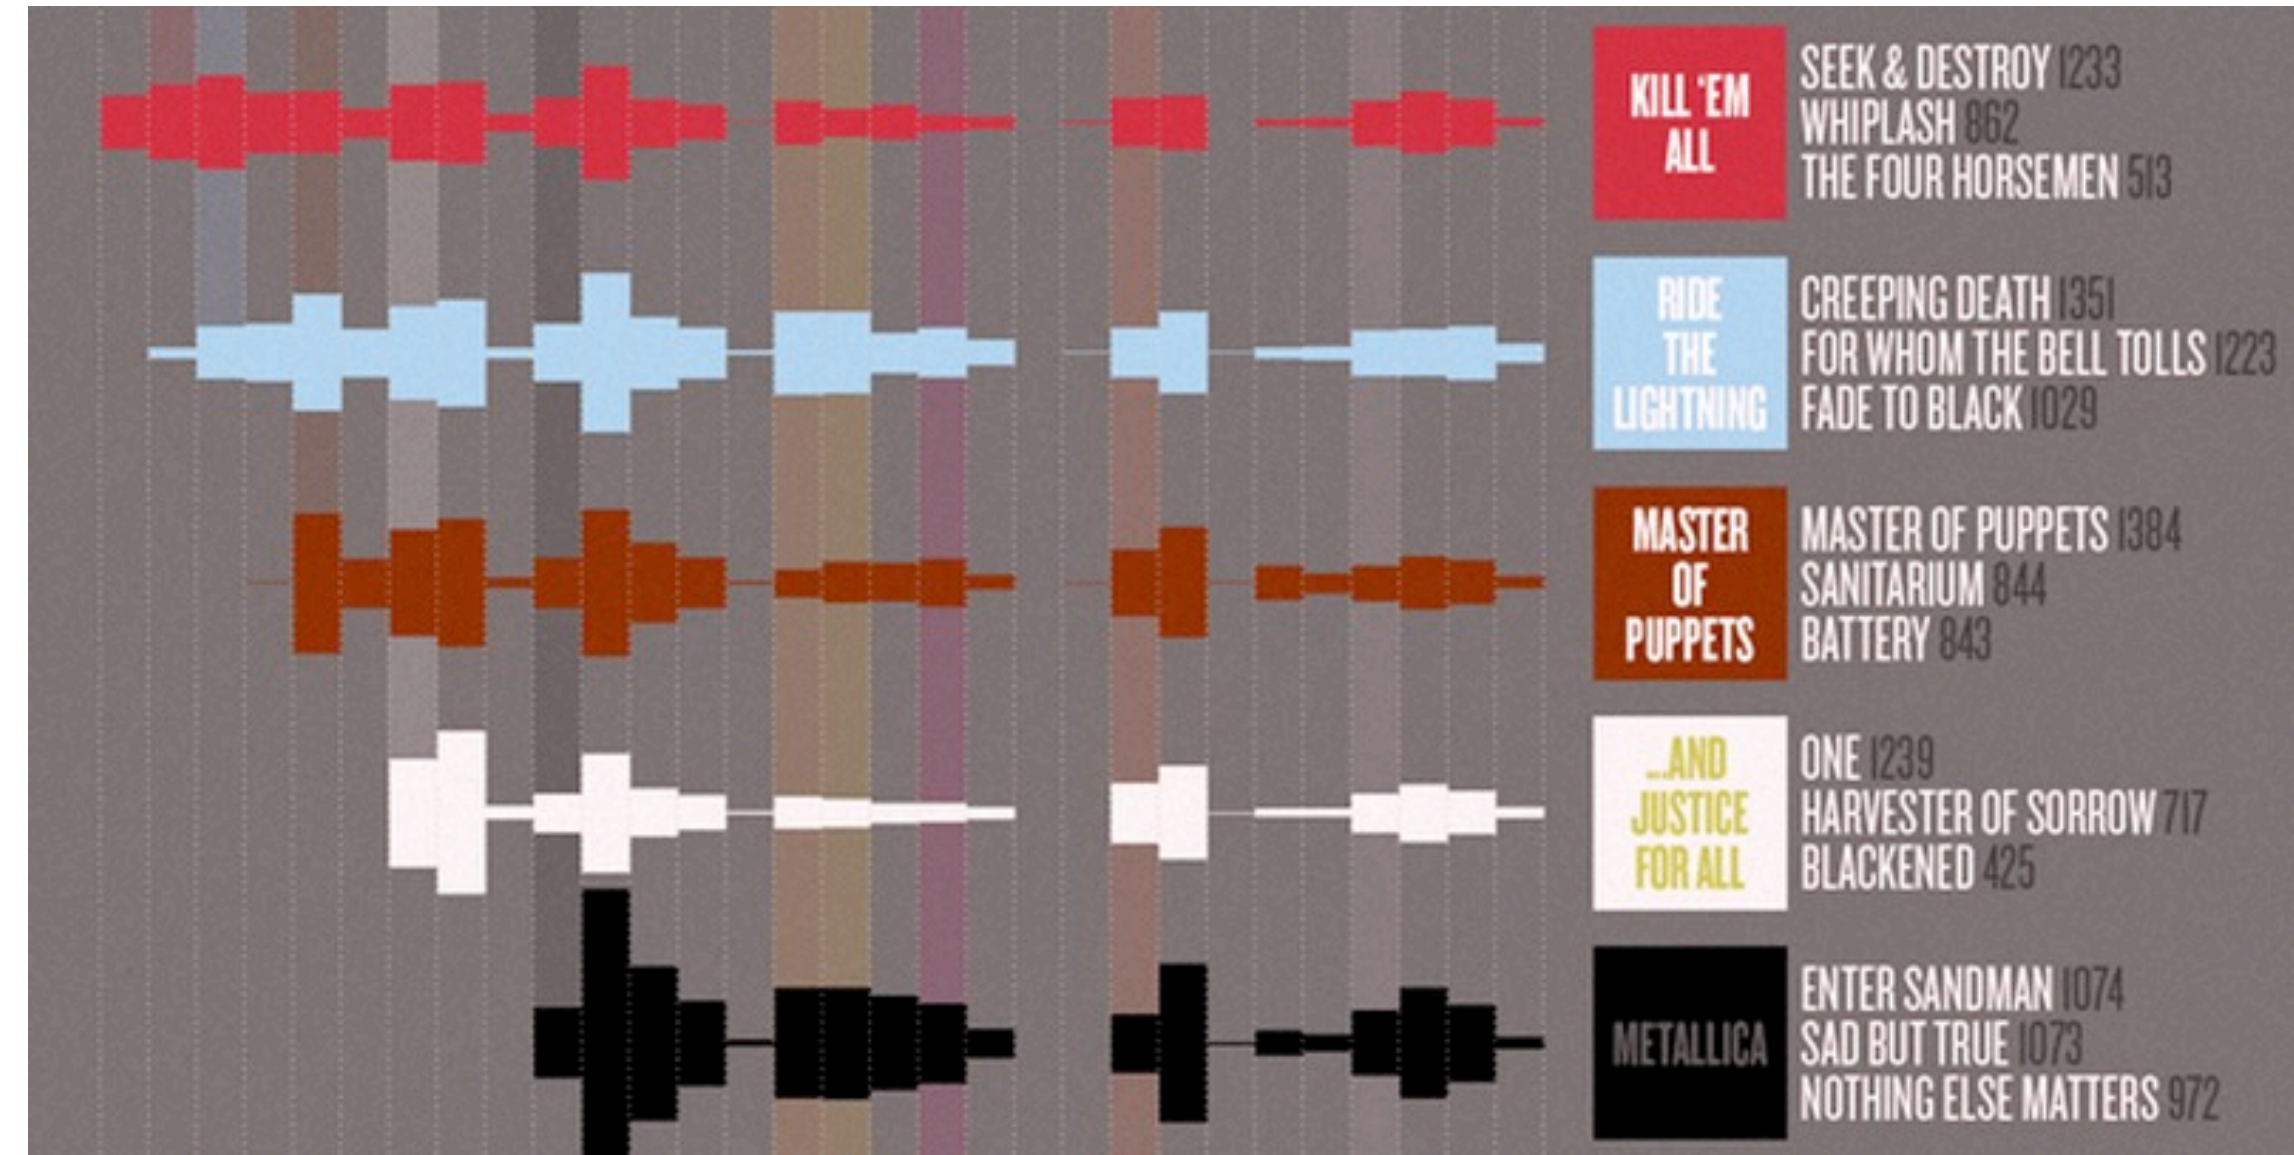 KILL ‘EM
ALL
SEEK & DESTROY 1233
WHIPLASH 862
THE FOUR HORSEMEN 513
RIDE
THE
LIGHTNING
CREEPING DEATH 1351
FOR WHOM THE BELL TOLLS 1223
FADE TO BLACK 1029
MASTER
OF
PUPPETS
MASTER OF PUPPETS 1384
SANITARIUM 844
BATTERY 843
...AND
JUSTICE
FOR ALL
ONE 1239
HARVESTER OF SORROW 717
BLACKENED 425
METALLICA
ENTER SANDMAN 1074
SAD BUT TRUE 1073
NOTHING ELSE MATTERS 972